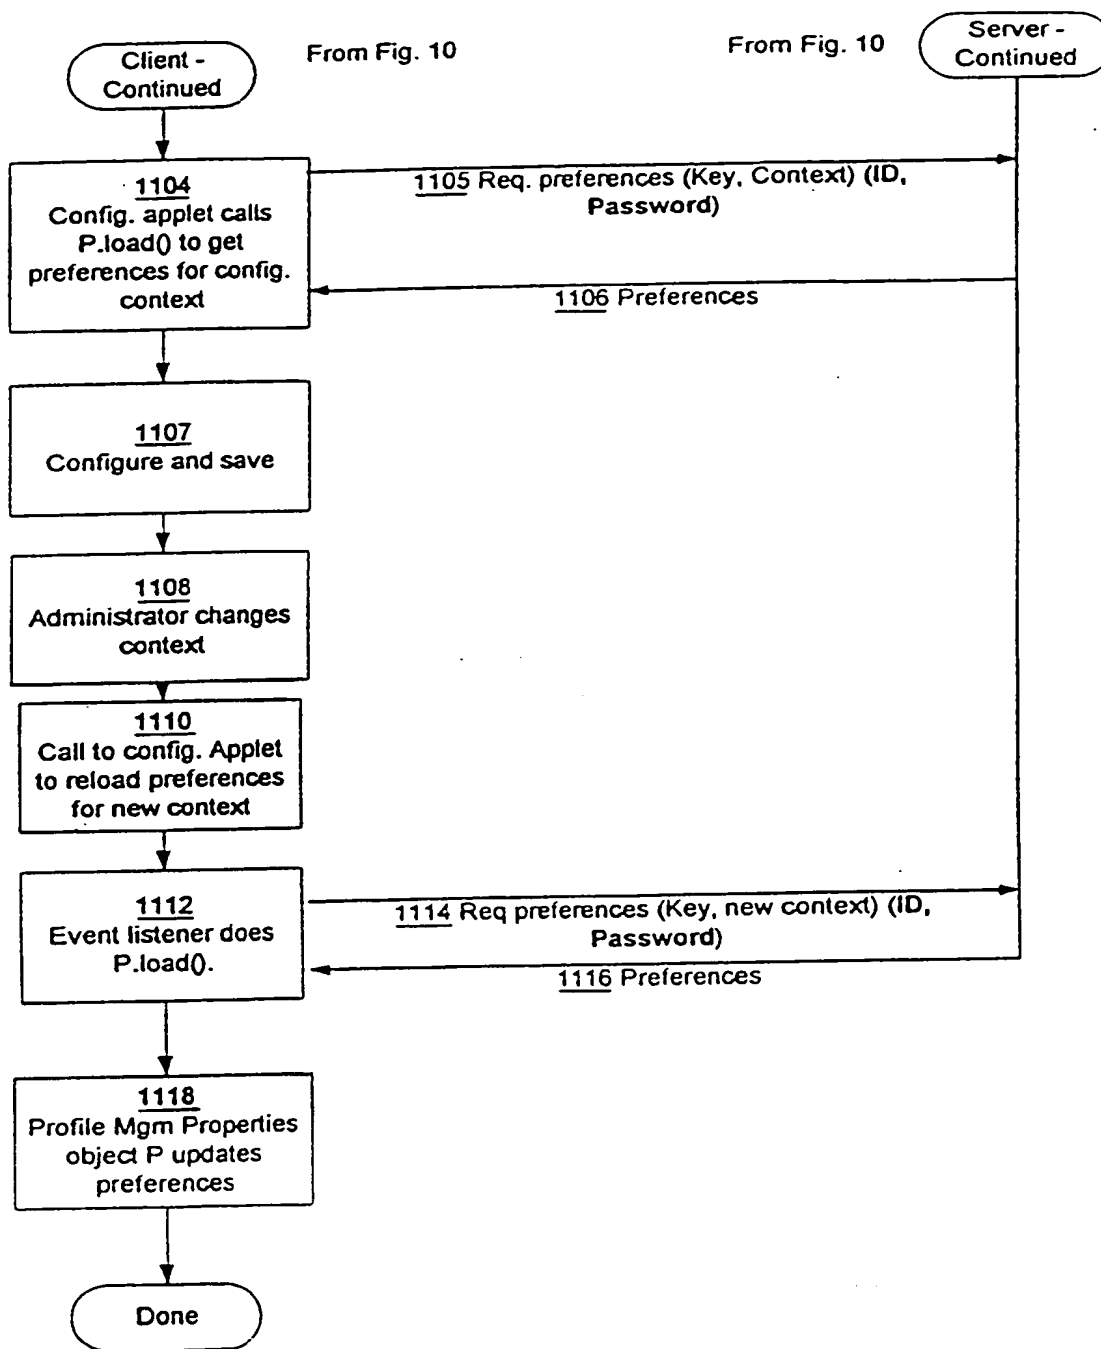 Client -
Continued
From Fig. 10
From Fig. 10
Server -
Continued
1104
Config. applet calls
P.load() to get
preferences for config.
context
1105 Req. preferences (Key, Context) (ID,
Password)
1106 Preferences
1107
Configure and save
1108
Administrator changes
context
1110
Call to config. Applet
to reload preferences
for new context
1112
Event listener does
P.load().
1114 Req preferences (Key, new context) (ID,
Password)
1116 Preferences
1118
Profile Mgm Properties
object P updates
preferences
Done